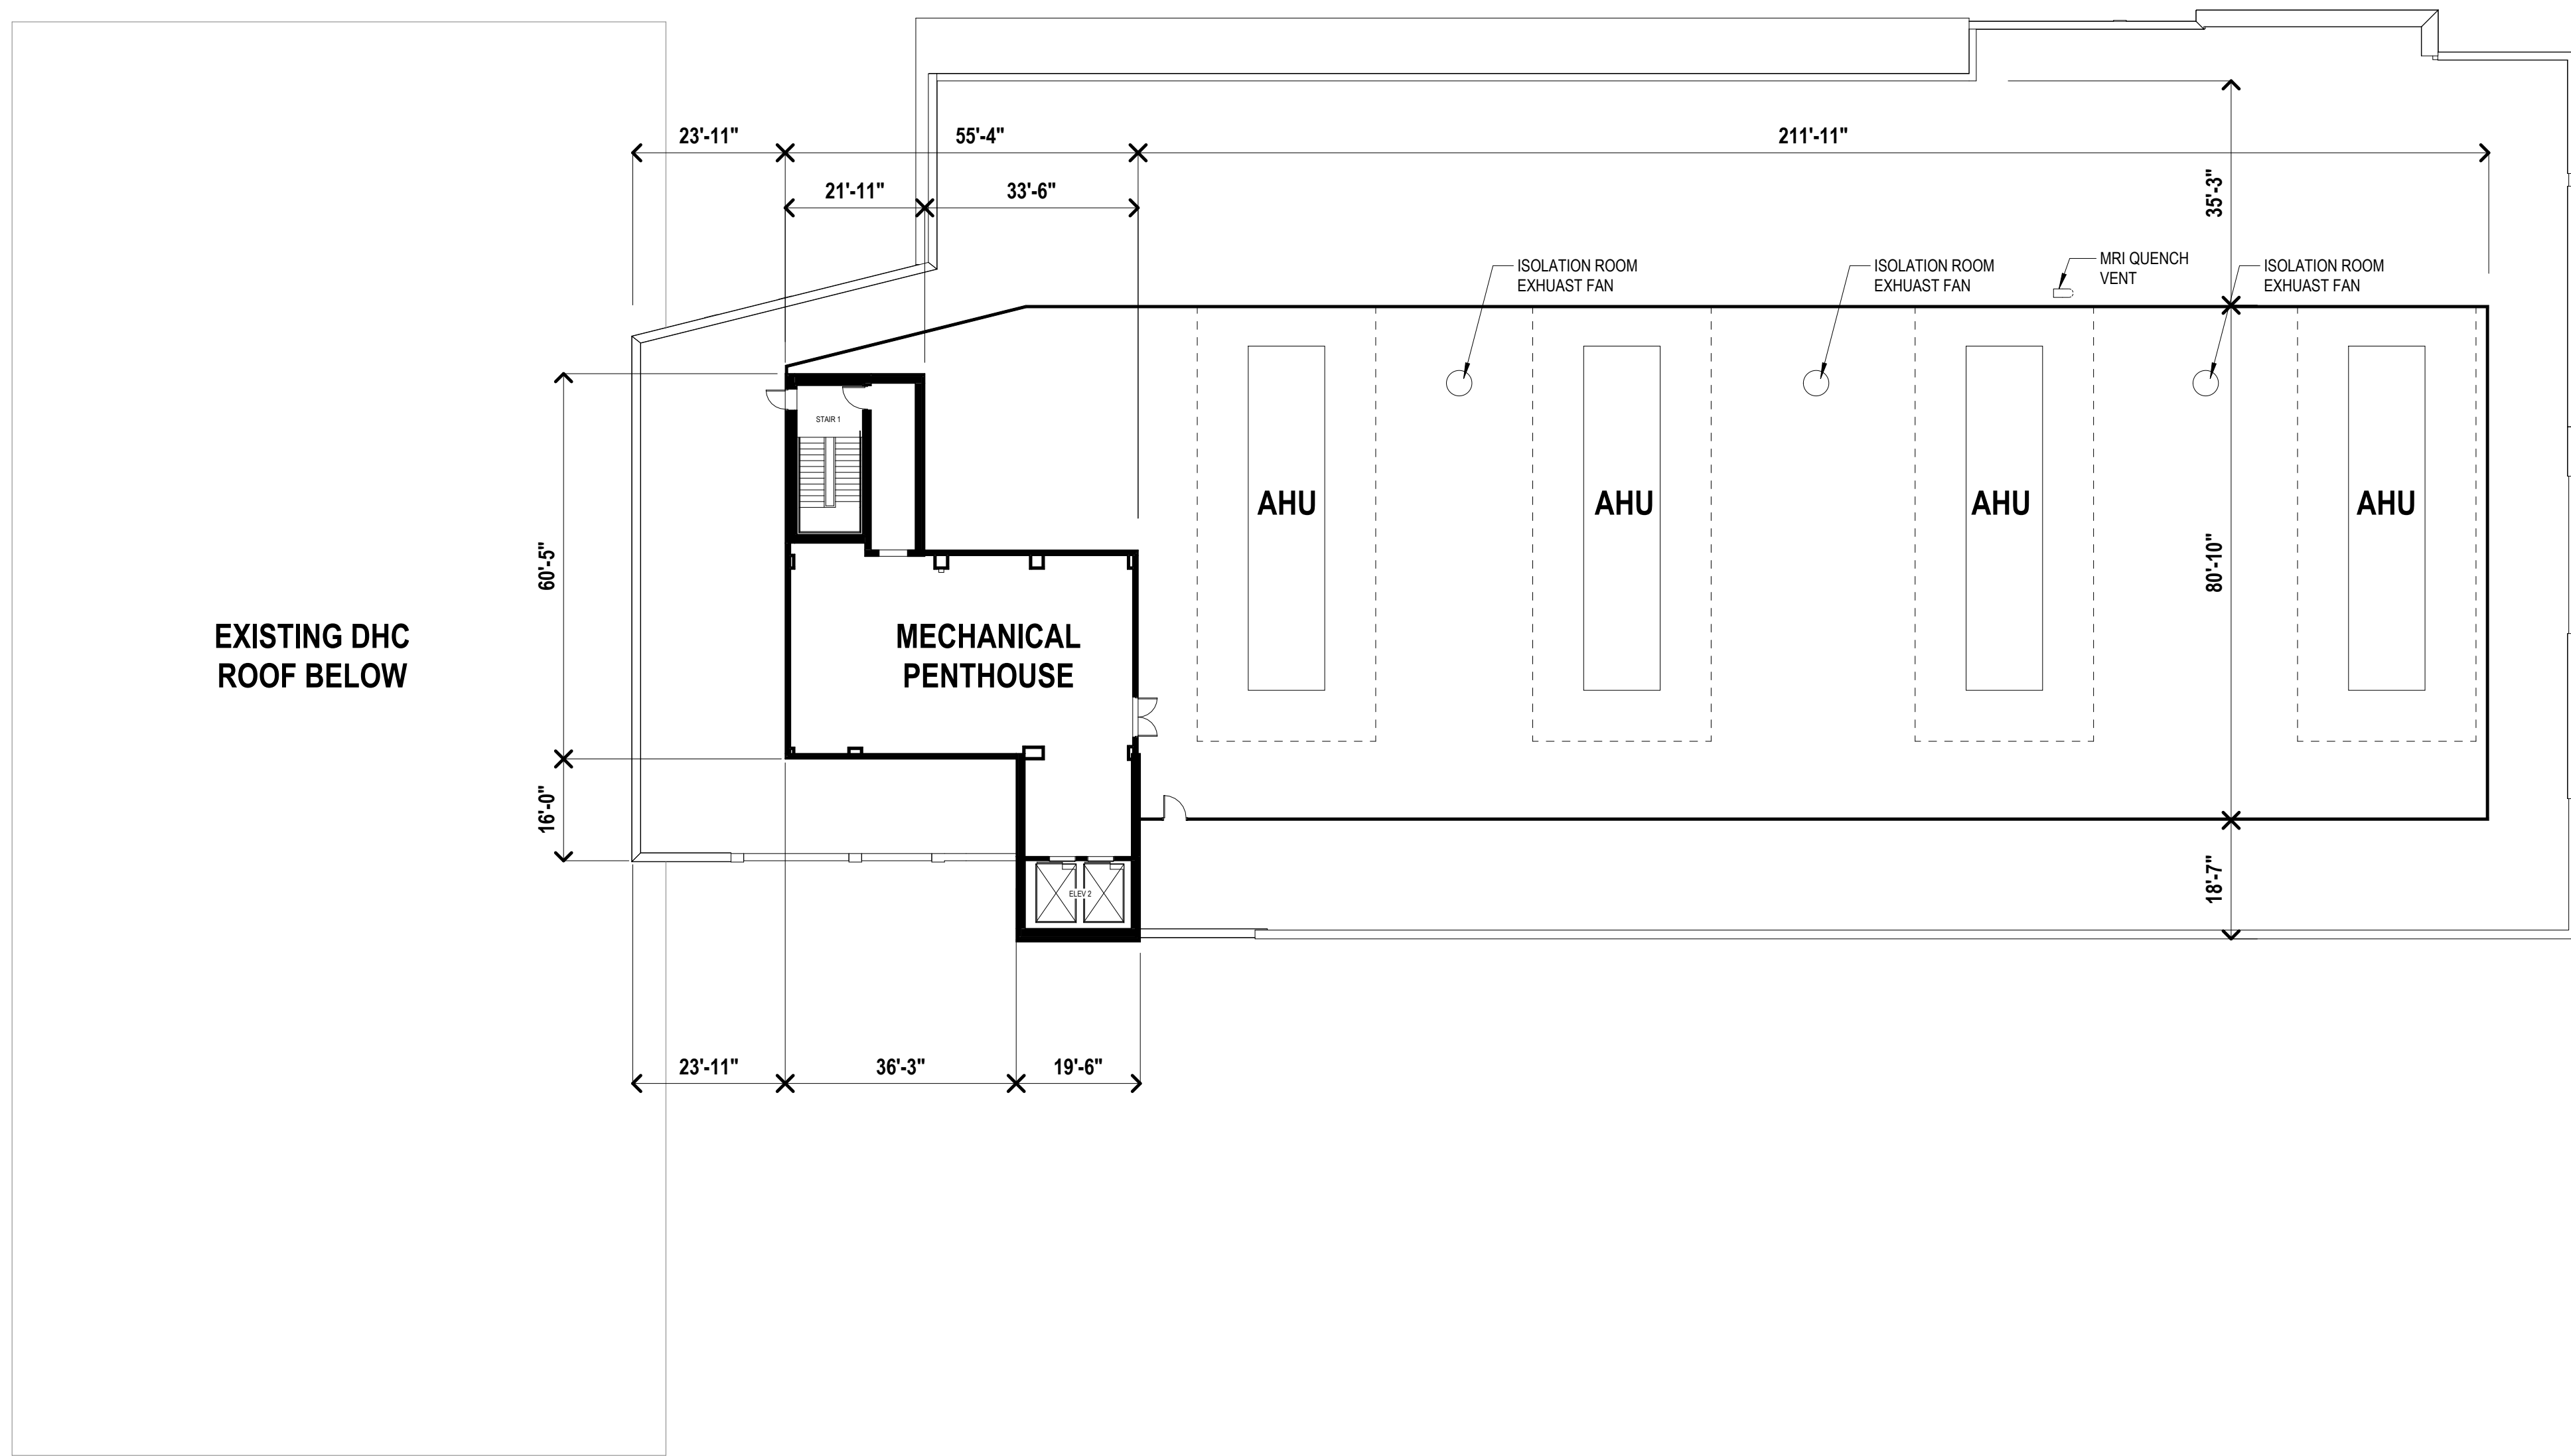 23'-11"
55'-4"
211'-11"
21'-11"
33'-6"
35'-3"
ISOLATION ROOM
EXHUAST FAN
ISOLATION ROOM
EXHUAST FAN
MRI QUENCH
VENT
ISOLATION ROOM
EXHUAST FAN
STAIR 1
AHU
AHU
AHU
AHU
60'-5"
80'-10"
EXISTING DHC
ROOF BELOW
MECHANICAL
PENTHOUSE
16'-0"
18'-7"
ELEV 2
23'-11"
36'-3"
19'-6"